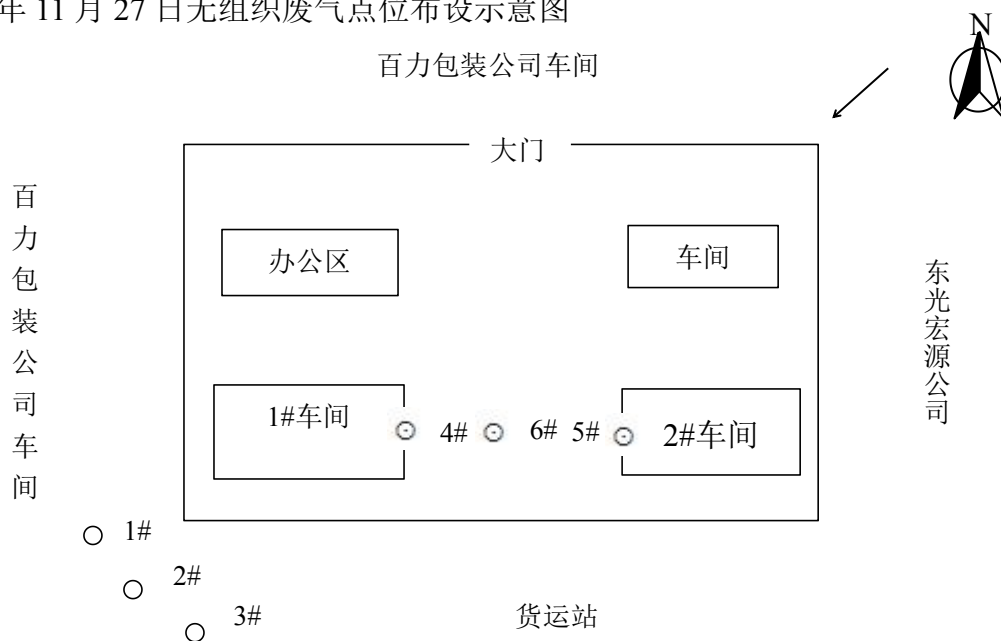 年 11 月 27 日无组织废气点位布设示意图
N
百力包装公司车间
大门
百力包装公司车间
办公区
车间
东光宏源公司
1#车间
4#
6#
5#
2#车间
1#
2#
3#
货运站